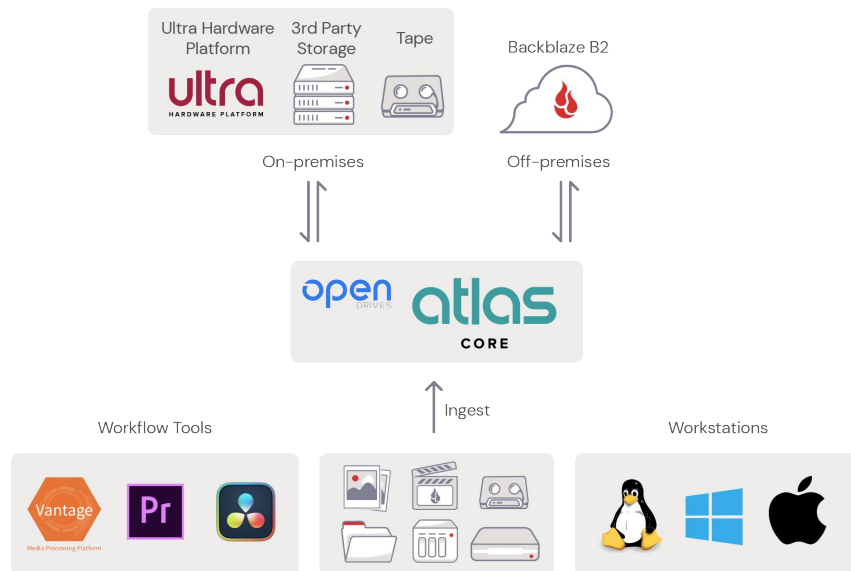 Ultra Hardware
Platform
3rd Party
Storage
Tape
ultra
HARDWARE PLATFORM
Backblaze B2
On-premises
Off-premises
open
DRIVES
atlas
CORE
Ingest
Workflow Tools
Workstations
Vantage
Media Processing Platform
Pr